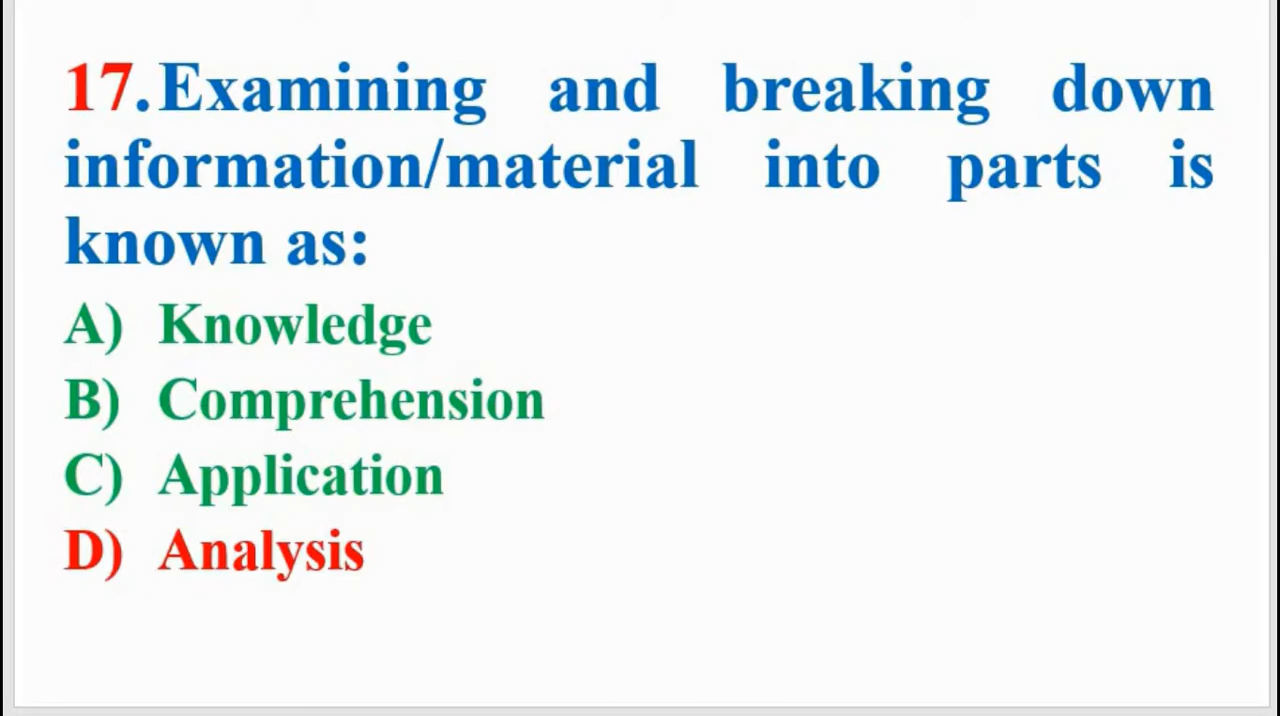 17.Examining and breaking down
information/material into parts is
known as:
A) Knowledge
B) Comprehension
C) Application
D) Analysis